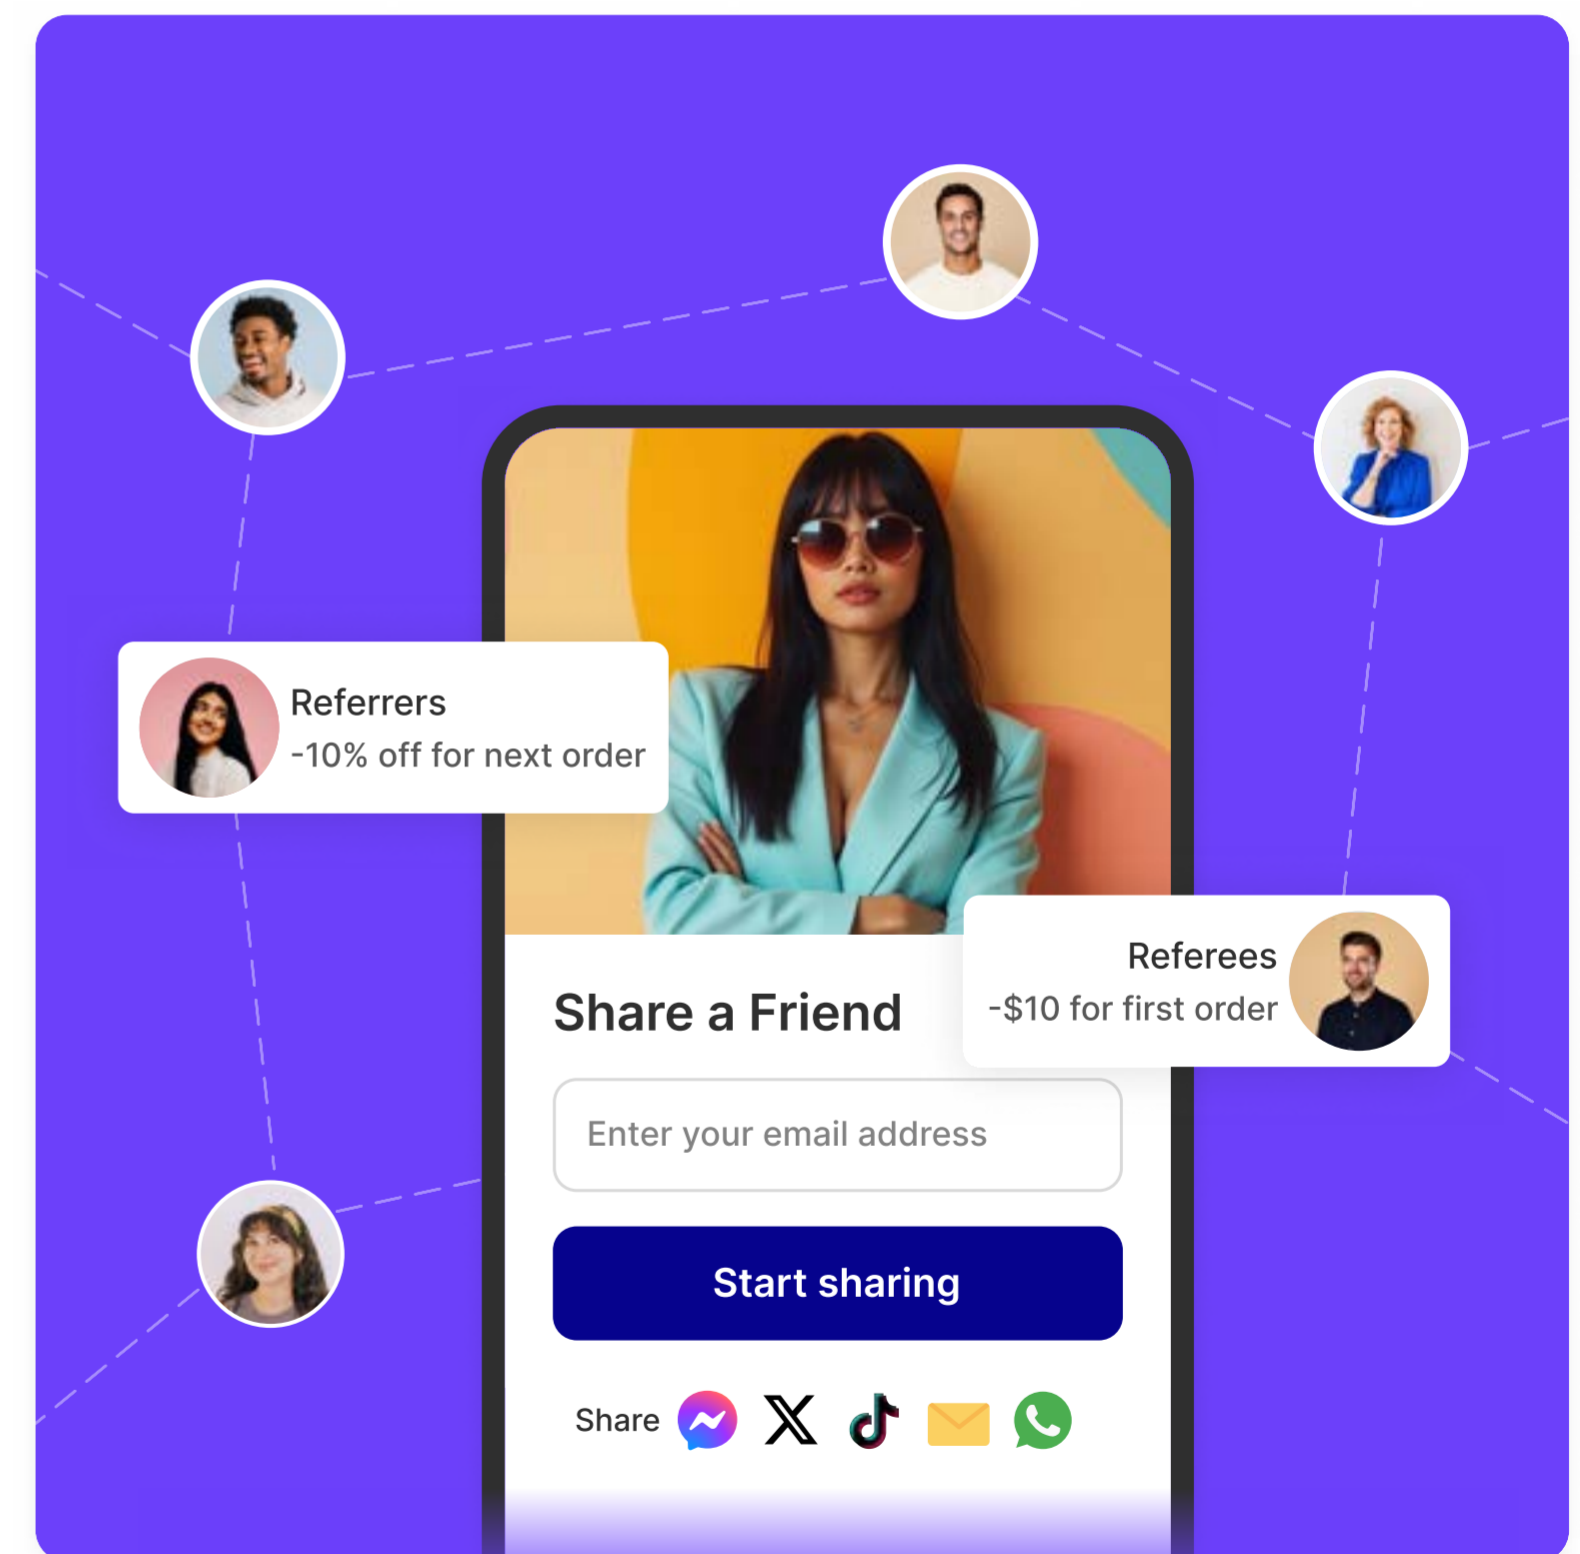 Referrers
-10% off for next order
Referees
-$10 for first order
Share a Friend
Enter your email address
Start sharing
Share